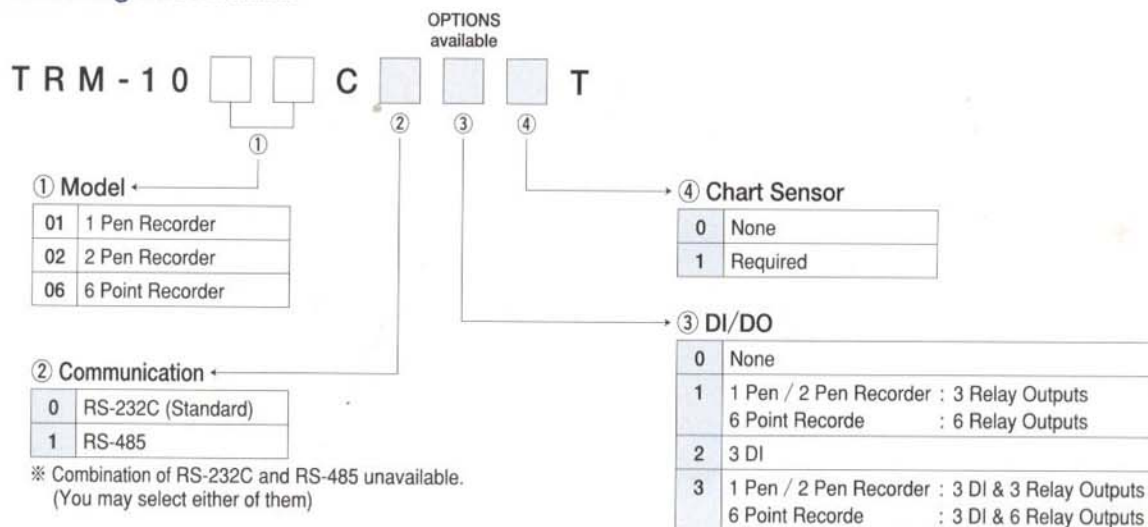 OPTIONS
available
TRM-10 C T
① ② ③ ④
① Model
01 1 Pen Recorder
02 2 Pen Recorder
06 6 Point Recorder
② Communication
0 RS-232C (Standard)
1 RS-485
※ Combination of RS-232C and RS-485 unavailable.
(You may select either of them)
④ Chart Sensor
0 None
1 Required
③ DI/DO
0 None
1 1 Pen / 2 Pen Recorder : 3 Relay Outputs
6 Point Recorde : 6 Relay Outputs
2 3 DI
3 1 Pen / 2 Pen Recorder : 3 DI & 3 Relay Outputs
6 Point Recorde : 3 DI & 6 Relay Outputs